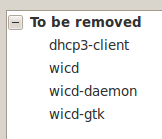 To be removed
dhcp3-client
wicd
wicd-daemon
wicd-gtk